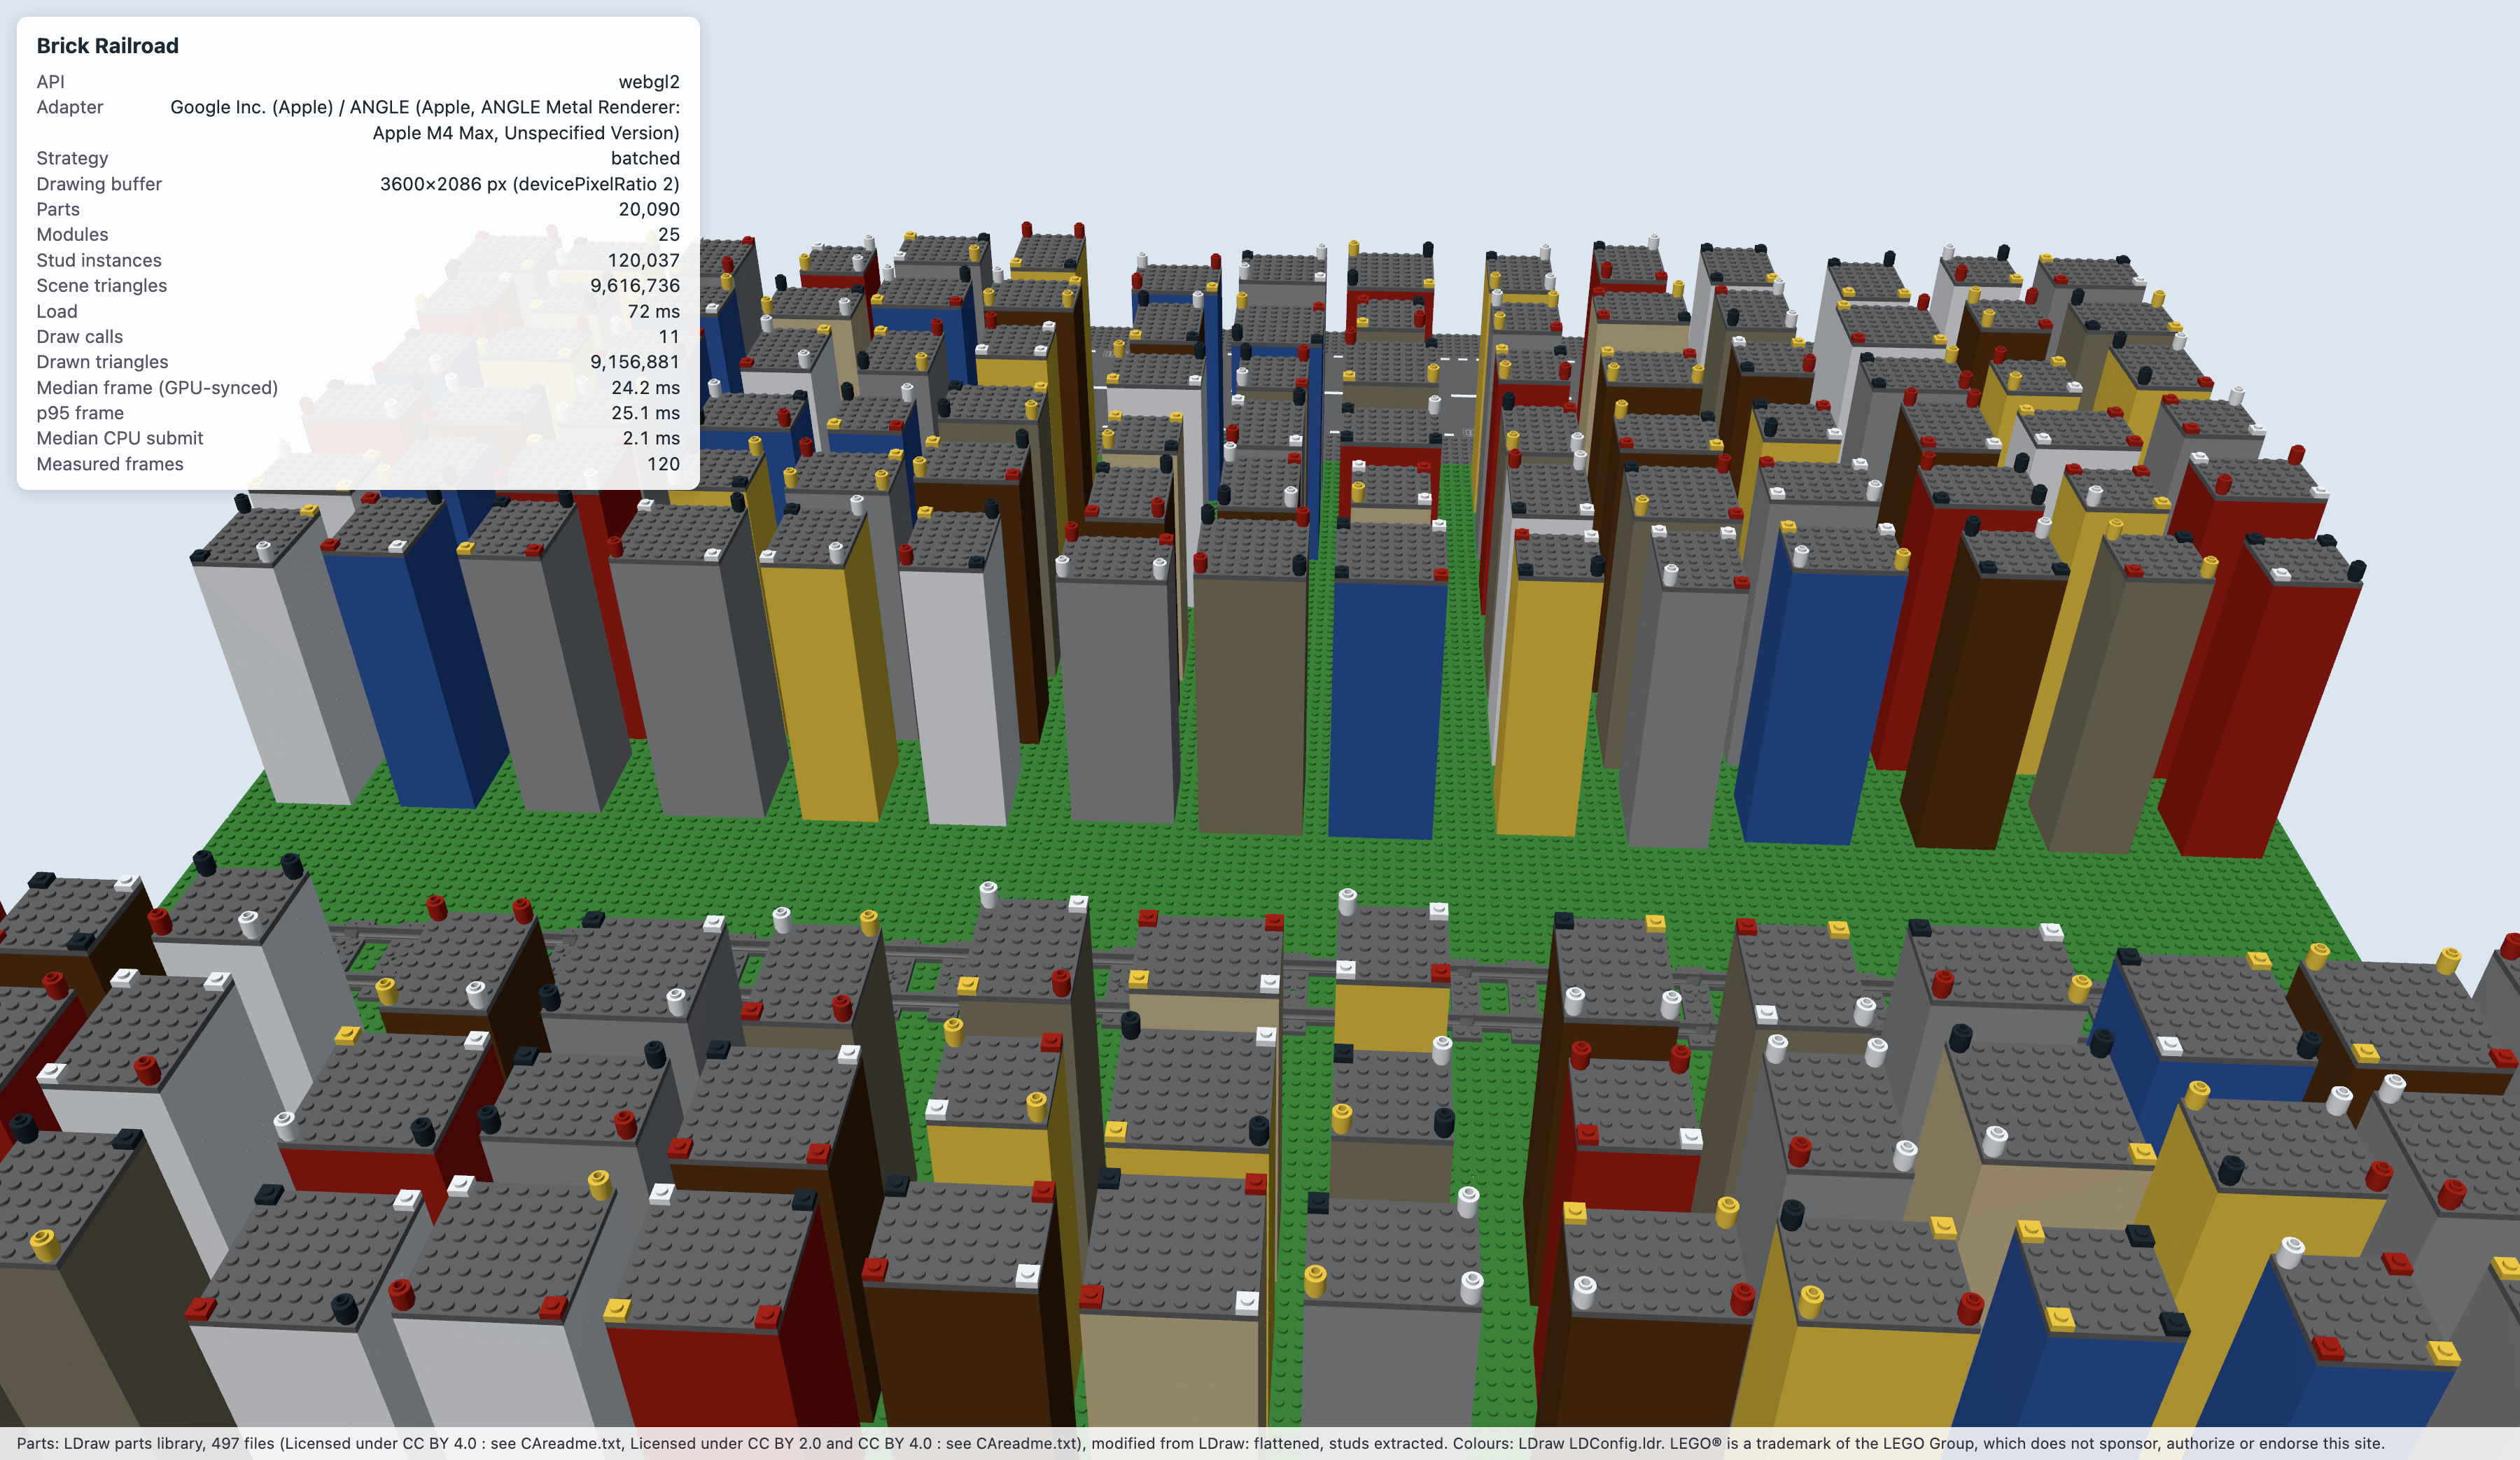 Brick Railroad
API webgl2
Adapter Google Inc. (Apple) / ANGLE (Apple, ANGLE Metal Renderer:
Apple M4 Max, Unspecified Version)
Strategy batched
Drawing buffer 3600×2086 px (devicePixelRatio 2)
Parts 20,090
Modules 25
Stud instances 120,037
Scene triangles 9,616,736
Load 72 ms
Draw calls 11
Drawn triangles 9,156,881
Median frame (GPU-synced) 24.2 ms
p95 frame 25.1 ms
Median CPU submit 2.1 ms
Measured frames 120
Parts: LDraw parts library, 497 files (Licensed under CC BY 4.0 : see CAreadme.txt, Licensed under CC BY 2.0 and CC BY 4.0 : see CAreadme.txt), modified from LDraw: flattened, studs extracted. Colours: LDraw LDConfig.ldr. LEGO® is a trademark of the LEGO Group, which does not sponsor, authorize or endorse this site.